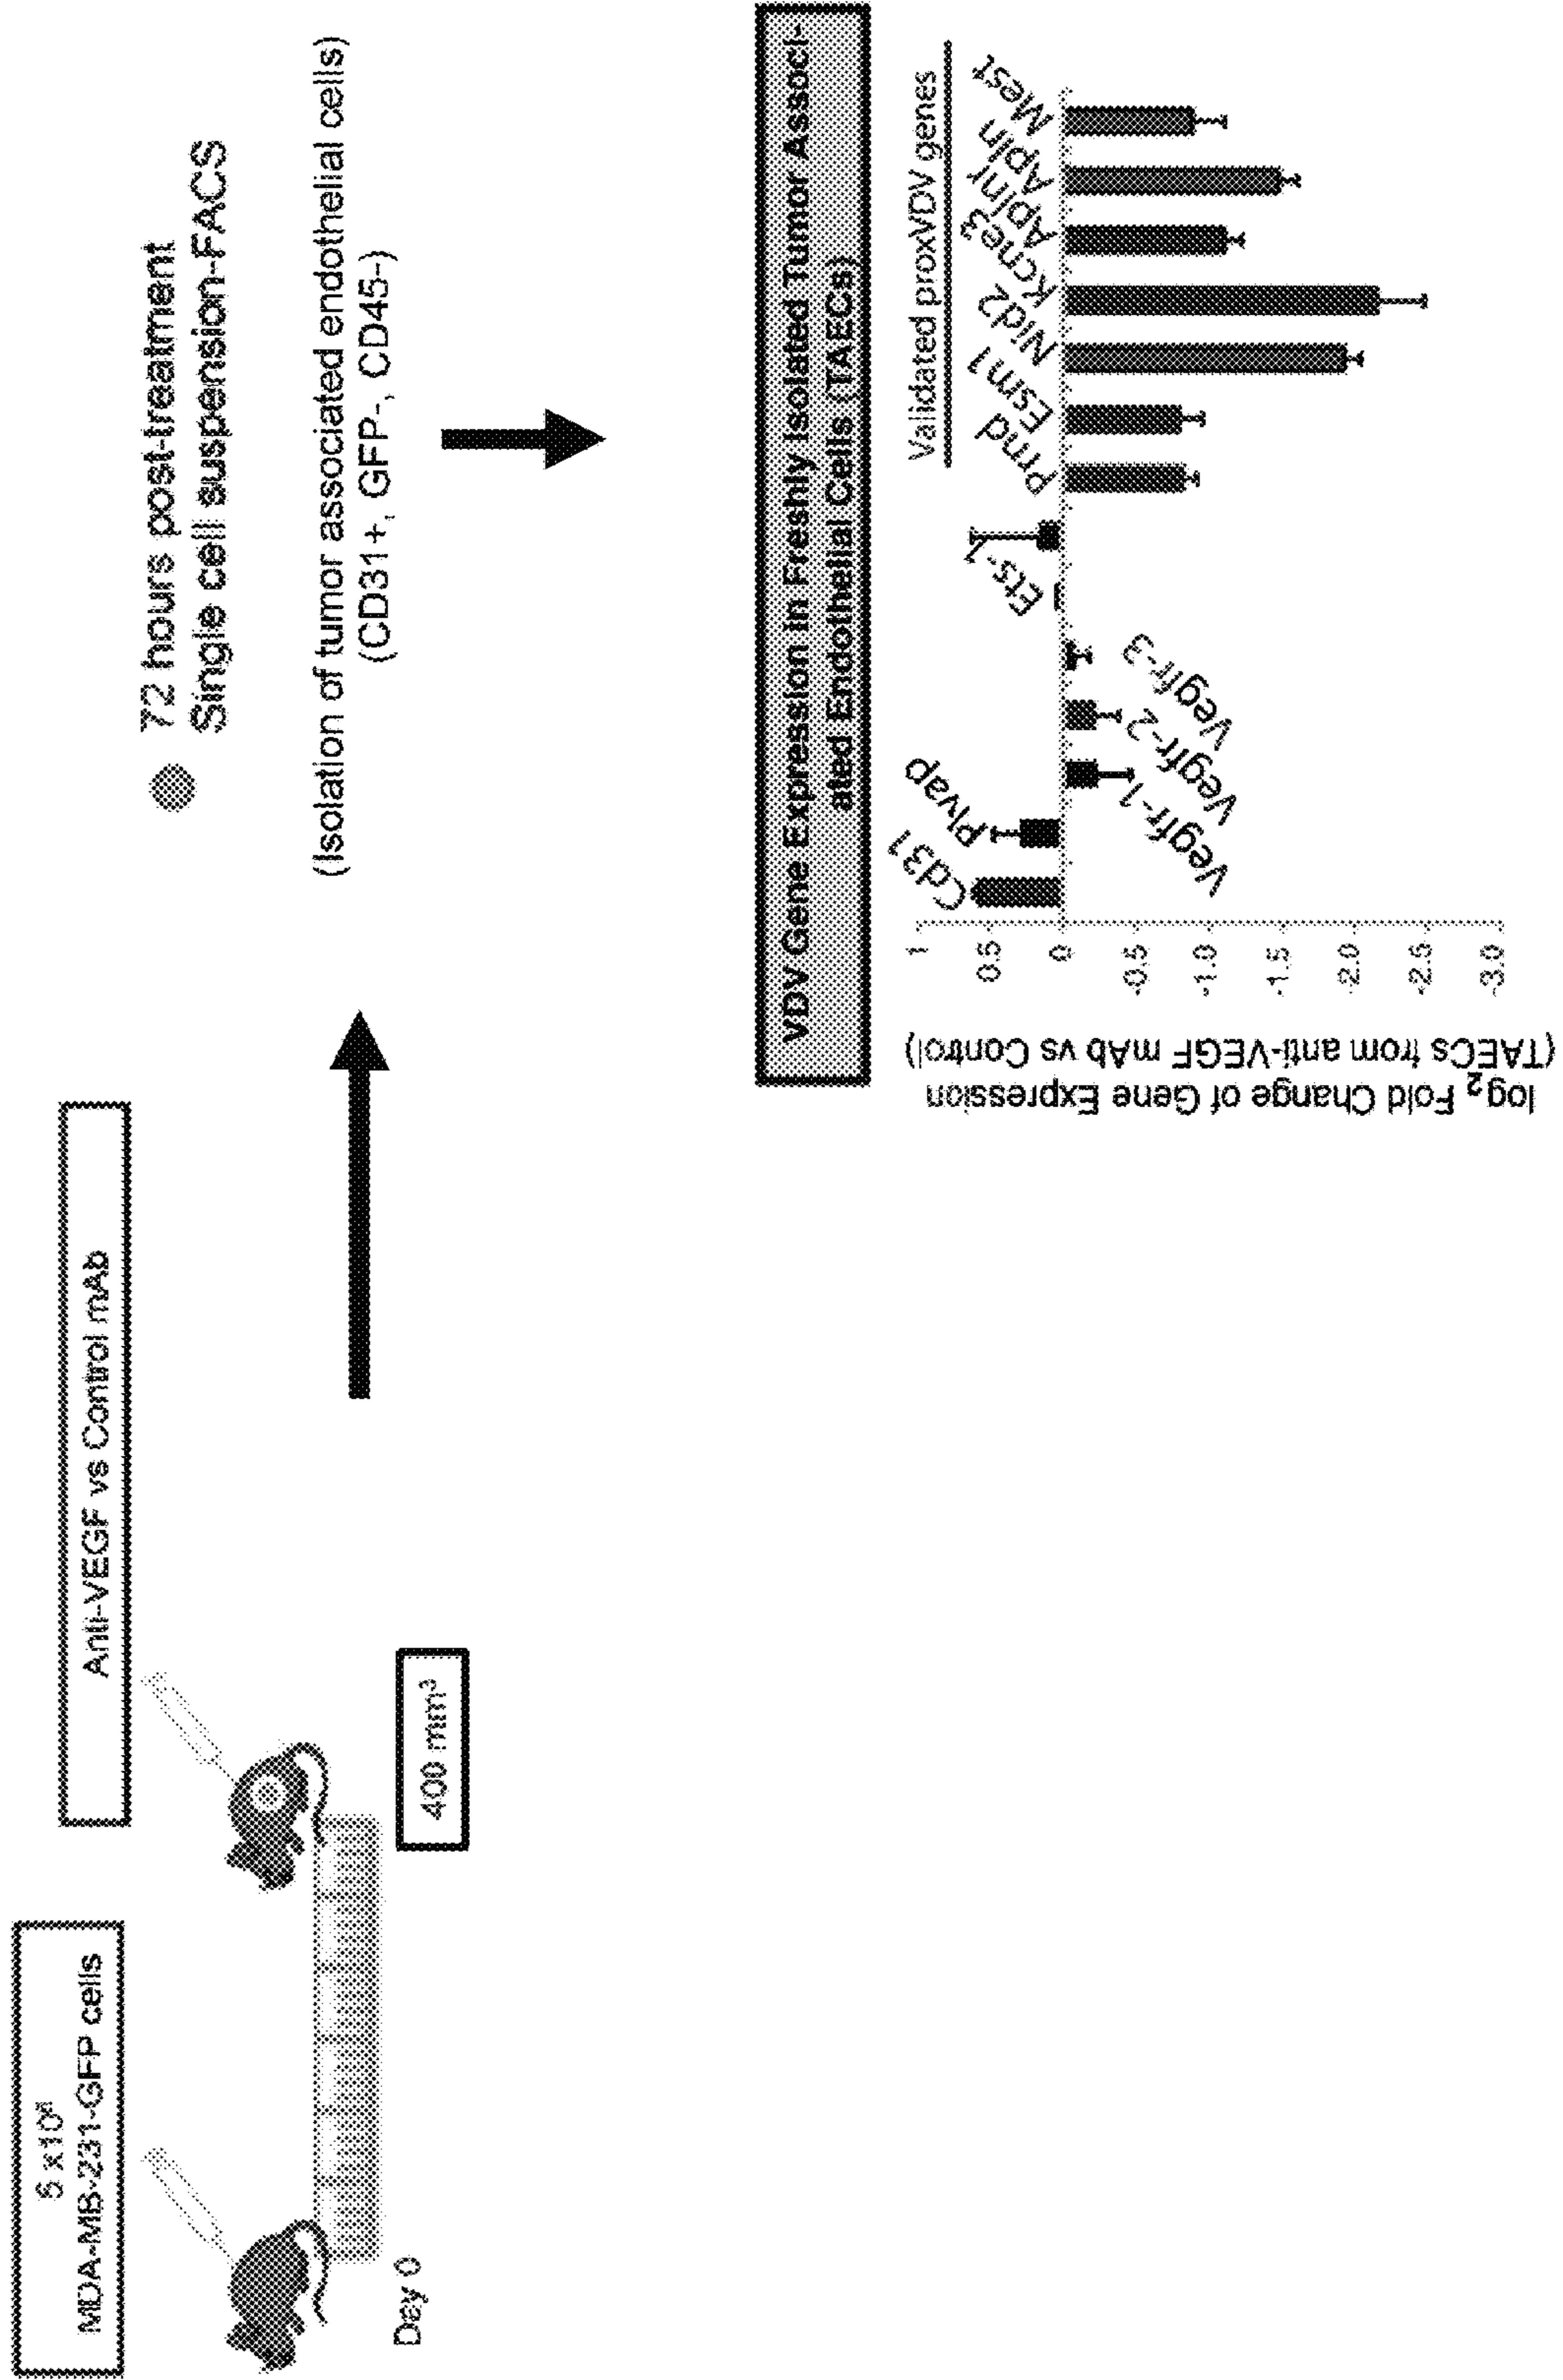 MDA-MB-231-GFP cells
Day 0
Anti-VEGF vs Control mAb
400 mm³
72 hours post-treatment
Single cell suspension-FACS
(Isolation of tumor associated endothelial cells)
(CD31+, GFP-, CD45-)
VDV Gene Expression in Freshly Isolated Tumor Associ-
ated Endothelial Cells (TAECs)
log₂ Fold Change of Gene Expression
(TAECs from anti-VEGF mAb vs Control)
1
0.5
0
-0.5
-1.0
-1.5
-2.0
-2.5
-3.0
Cd31
Plvap
Vegfr-1
Vegfr-2
Vegfr-3
Ets-1
Validated proxVDV genes
Prnd
Esm1
Nid2
Kcne3
Aplnr
Apln
Mest